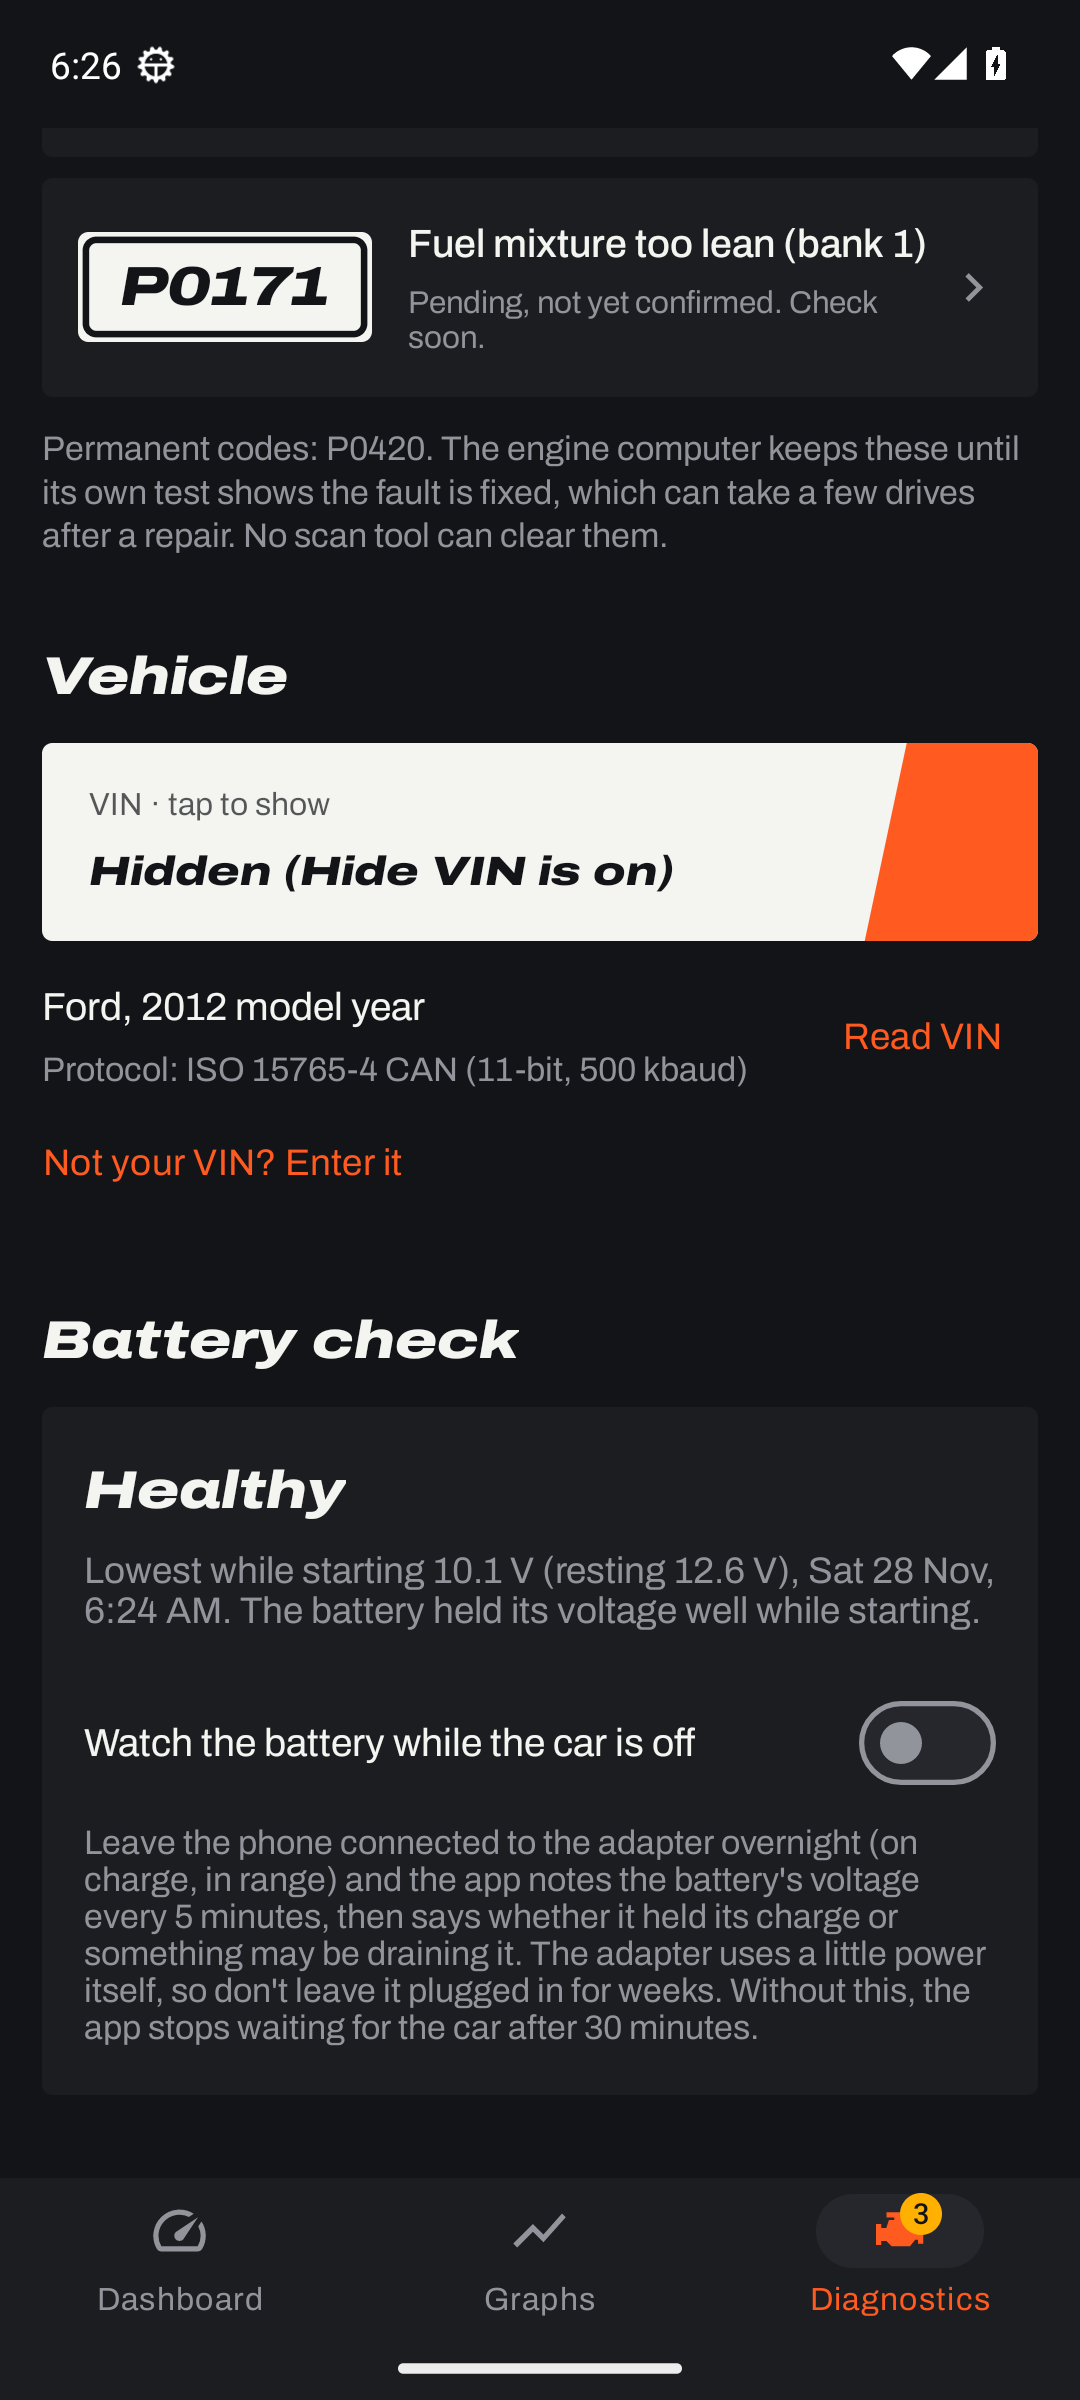 6:26
P0171
Fuel mixture too lean (bank 1)
Pending, not yet confirmed. Check
soon.
Permanent codes: P0420. The engine computer keeps these until
its own test shows the fault is fixed, which can take a few drives
after a repair. No scan tool can clear them.
Vehicle
VIN · tap to show
Hidden (Hide VIN is on)
Ford, 2012 model year
Read VIN
Protocol: ISO 15765-4 CAN (11-bit, 500 kbaud)
Not your VIN? Enter it
Battery check
Healthy
Lowest while starting 10.1 V (resting 12.6 V), Sat 28 Nov,
6:24 AM. The battery held its voltage well while starting.
Watch the battery while the car is off
Leave the phone connected to the adapter overnight (on
charge, in range) and the app notes the battery's voltage
every 5 minutes, then says whether it held its charge or
something may be draining it. The adapter uses a little power
itself, so don't leave it plugged in for weeks. Without this, the
app stops waiting for the car after 30 minutes.
3
Dashboard
Graphs
Diagnostics